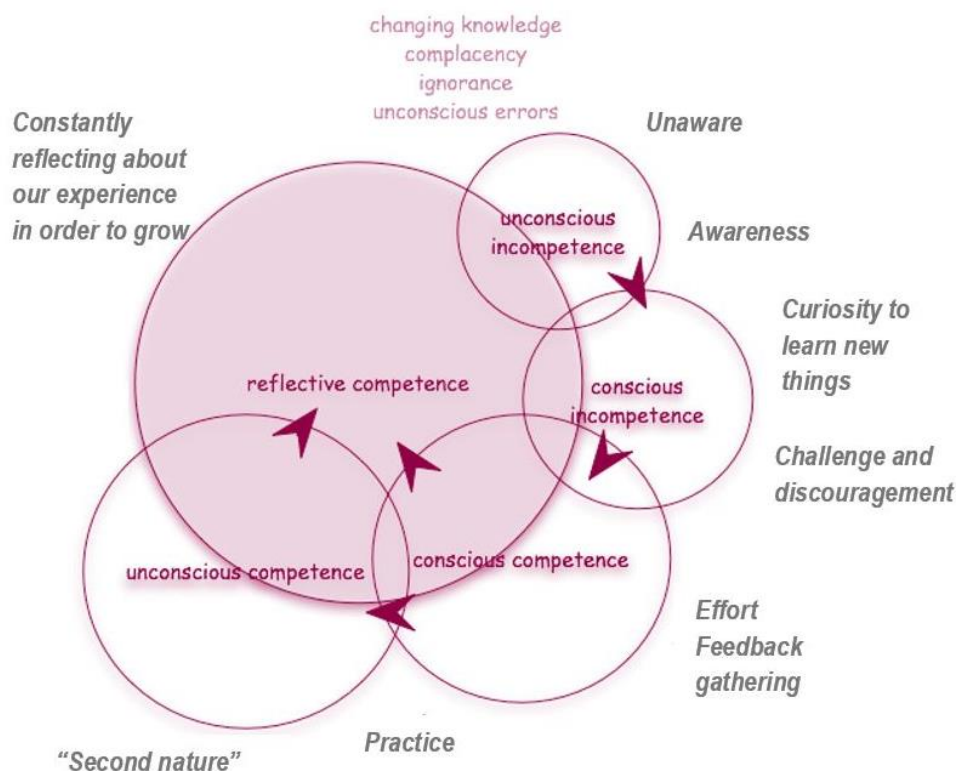 changing knowledge
complacency
ignorance
unconscious errors
Constantly
reflecting about
our experience
in order to grow
Unaware
unconscious
incompetence
Awareness
Curiosity to
learn new
things
reflective competence
conscious
incompetence
Challenge and
discouragement
unconscious competence
conscious competence
Effort
Feedback
gathering
Practice
“Second nature”